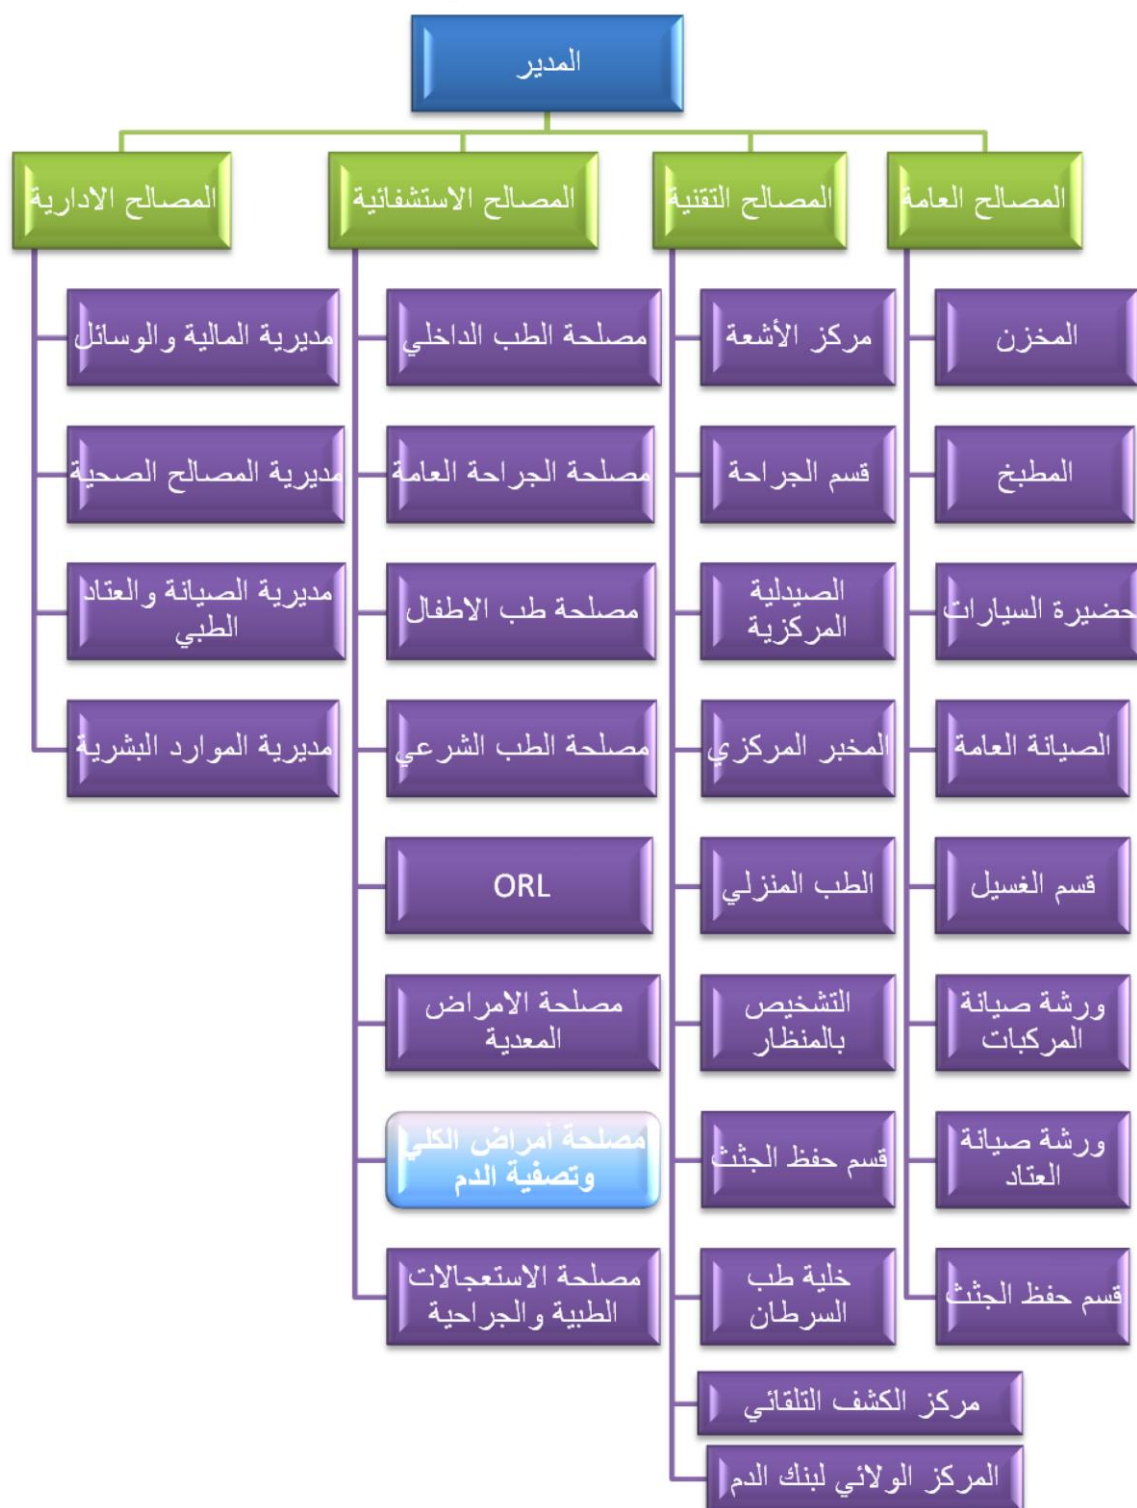 المدير
المصالح العامة
المصالح التقنية
المصالح الاستشفائية
المصالح الادارية
المخزن
المطبخ
حضيرة السيارات
الصيانة العامة
قسم الغسيل
ورشة صيانة
المركبات
ورشة صيانة
العتاد
قسم حفظ الجثث
مركز الأشعة
قسم الجراحة
الصيدلية
المركزية
المخبر المركزي
الطب المنزلي
التشخيص
بالمنظار
قسم حفظ الجثث
خلية طب
السرطان
مركز الكشف التلقائي
المركز الولائي لبنك الدم
مصلحة الطب الداخلي
مصلحة الجراحة العامة
مصلحة طب الاطفال
مصلحة الطب الشرعي
ORL
مصلحة الامراض
المعدية
مصلحة أمراض الكلي
وتصفية الدم
مصلحة الاستعجالات
الطبية والجراحية
مديرية المالية والوسائل
مديرية المصالح الصحية
مديرية الصيانة والعتاد
الطبي
مديرية الموارد البشرية